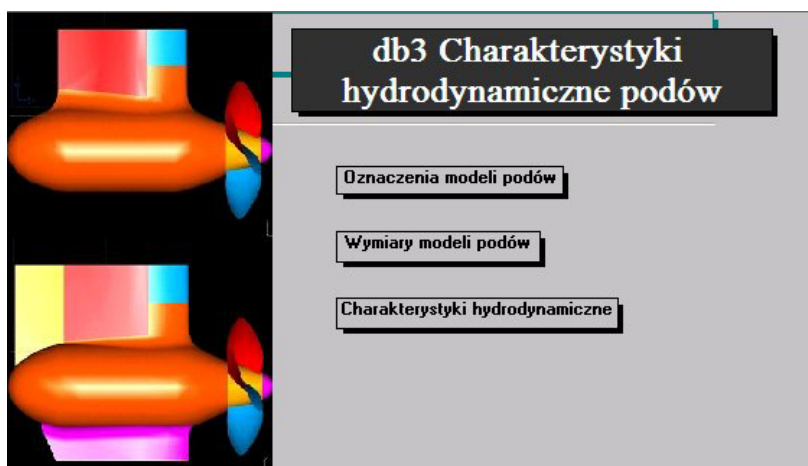 db3 Charakterystyki
hydrodynamiczne podów
Oznaczenia modeli podów
Wymiary modeli podów
Charakterystyki hydrodynamiczne